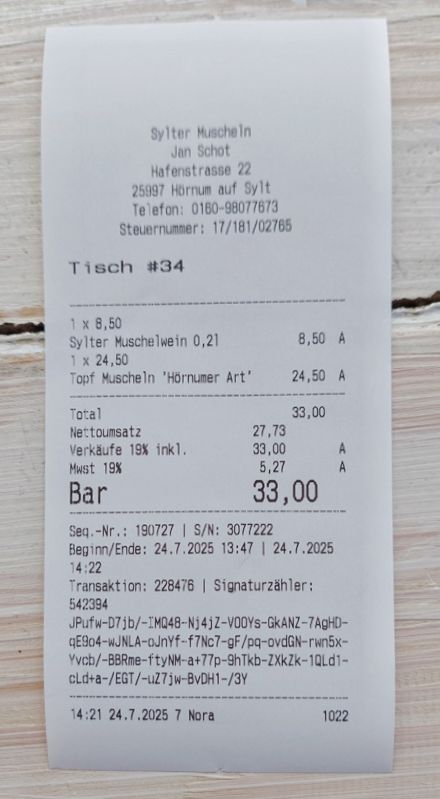 Sylter Muscheln
Jan Schot
Hafenstrasse 22
25997 Hörnum auf Sylt
Telefon: 0160-98077673
Steuernummer: 17/181/02765
Tisch #34
1 x 8,50
Sylter Muschelwein 0,2l 8,50 A
1 x 24,50
Topf Muscheln 'Hörnumer Art' 24,50 A
Total 33,00
Nettoumsatz 27,73
Verkäufe 19% inkl. 33,00 A
Mwst 19% 5,27 A
Bar 33,00
Seq.-Nr.: 190727 | S/N: 3077222
Beginn/Ende: 24.7.2025 13:47 | 24.7.2025
14:22
Transaktion: 228476 | Signaturzähler:
542394
JPufw-D7jb/-IMQ48-Nj4jZ-VOOYs-GkANZ-7AgHD-
qE9o4-wJNLA-oJnYf-f7Nc7-gF/pq-ovdGN-rwn5x-
Yvcb/-BBRme-ftyNM-a+77p-9hTkb-ZXkZk-1QLd1-
cLd+a-/EGT/-uZ7jw-BvDH1-/3Y
14:21 24.7.2025 7 Nora 1022